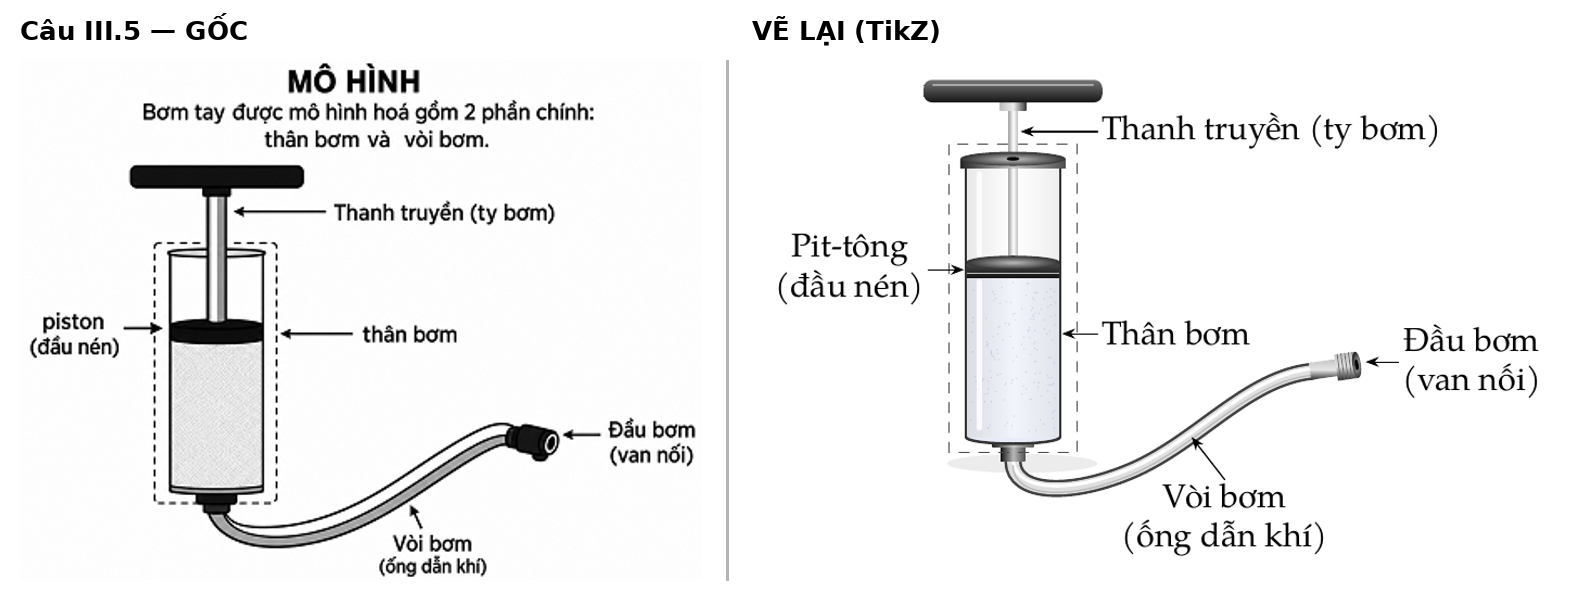 Câu III.5 — GỐC
MÔ HÌNH
Bơm tay được mô hình hoá gồm 2 phần chính:
thân bơm và vòi bơm.
Thanh truyền (ty bơm)
piston
(đầu nén)
thân bơm
Đầu bơm
(van nối)
Vòi bơm
(ống dẫn khí)
VẼ LẠI (TikZ)
Thanh truyền (ty bơm)
Pit-tông
(đầu nén)
Thân bơm
Đầu bơm
(van nối)
Vòi bơm
(ống dẫn khí)